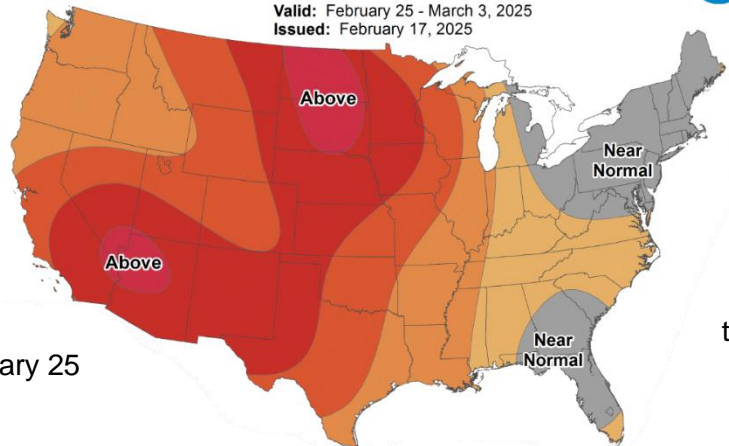 Valid: February 25 - March 3, 2025
Issued: February 17, 2025
Above
Near
Normal
Above
Near
Normal
ary 25
t